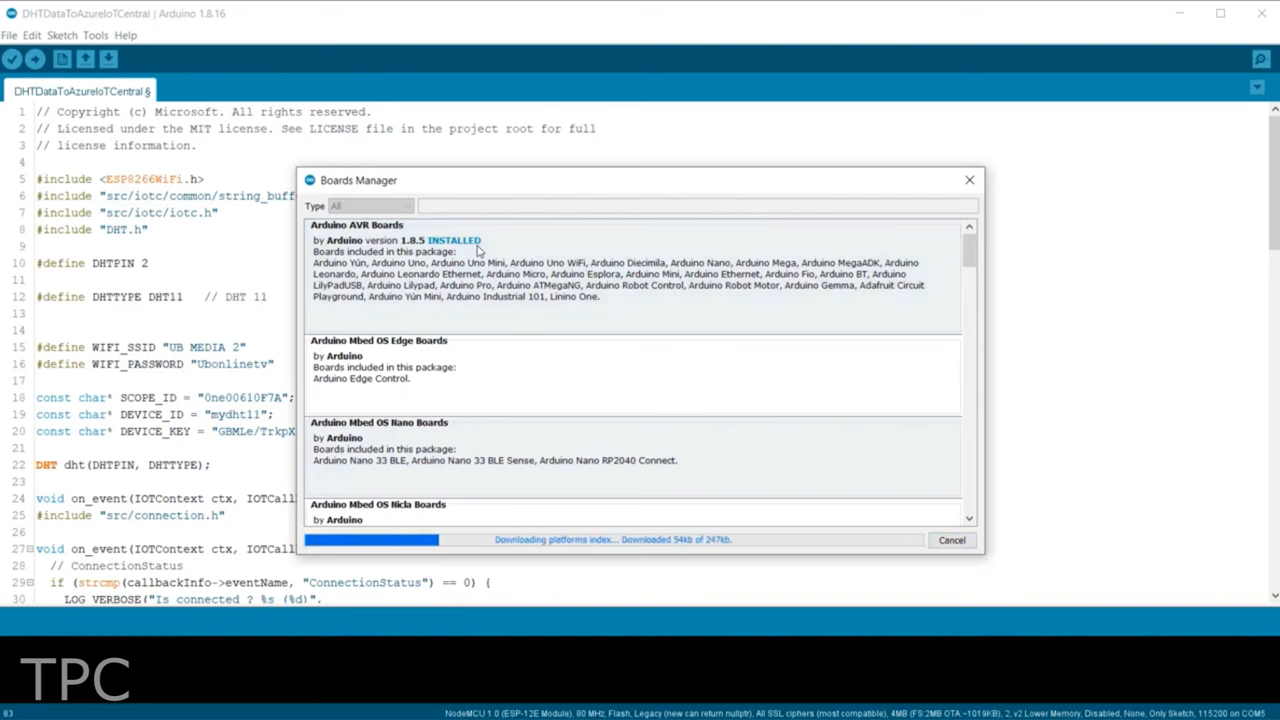 DHTDataToAzureIoTCentral | Arduino 1.8.16
File Edit Sketch Tools Help
DHTDataToAzureIoTCentral §
1 // Copyright (c) Microsoft. All rights reserved.
2 // Licensed under the MIT license. See LICENSE file in the project root for full
3 // license information.
4
5 #include <ESP8266WiFi.h>
6 #include "src/iotc/common/string_buff
7 #include "src/iotc/iotc.h"
8 #include "DHT.h"
9
10 #define DHTPIN 2
11
12 #define DHTTYPE DHT11 // DHT 11
13
14
15 #define WIFI_SSID "UB MEDIA 2"
16 #define WIFI_PASSWORD "Ubonlinetv"
17
18 const char* SCOPE_ID = "0ne00610F7A";
19 const char* DEVICE_ID = "mydht11";
20 const char* DEVICE_KEY = "GBMLe/TrkpX
21
22 DHT dht(DHTPIN, DHTTYPE);
23
24 void on_event(IOTContext ctx, IOTCall
25 #include "src/connection.h"
26
27 void on_event(IOTContext ctx, IOTCall
28 // ConnectionStatus
29 if (strcmp(callbackInfo->eventName, "ConnectionStatus") == 0) {
30 LOG_VERBOSE("Is connected ? %s (%d)",
Boards Manager
Type All
Arduino AVR Boards
by Arduino version 1.8.5 INSTALLED
Boards included in this package:
Arduino Yún, Arduino Uno, Arduino Uno Mini, Arduino Uno WiFi, Arduino Diecimila, Arduino Nano, Arduino Mega, Arduino MegaADK, Arduino
Leonardo, Arduino Leonardo Ethernet, Arduino Micro, Arduino Esplora, Arduino Mini, Arduino Ethernet, Arduino Fio, Arduino BT, Arduino
LilyPadUSB, Arduino Lilypad, Arduino Pro, Arduino ATMegaNG, Arduino Robot Control, Arduino Robot Motor, Arduino Gemma, Adafruit Circuit
Playground, Arduino Yún Mini, Arduino Industrial 101, Linino One.
Arduino Mbed OS Edge Boards
by Arduino
Boards included in this package:
Arduino Edge Control.
Arduino Mbed OS Nano Boards
by Arduino
Boards included in this package:
Arduino Nano 33 BLE, Arduino Nano 33 BLE Sense, Arduino Nano RP2040 Connect.
Arduino Mbed OS Nicla Boards
by Arduino
Downloading platforms index... Downloaded 54kb of 247kb.
Cancel
TPC
83
NodeMCU 1.0 (ESP-12E Module), 80 MHz, Flash, Legacy (new can return nullptr), All SSL ciphers (most compatible), 4MB (FS:2MB OTA:~1019KB), 2, v2 Lower Memory, Disabled, None, Only Sketch, 115200 on COM5